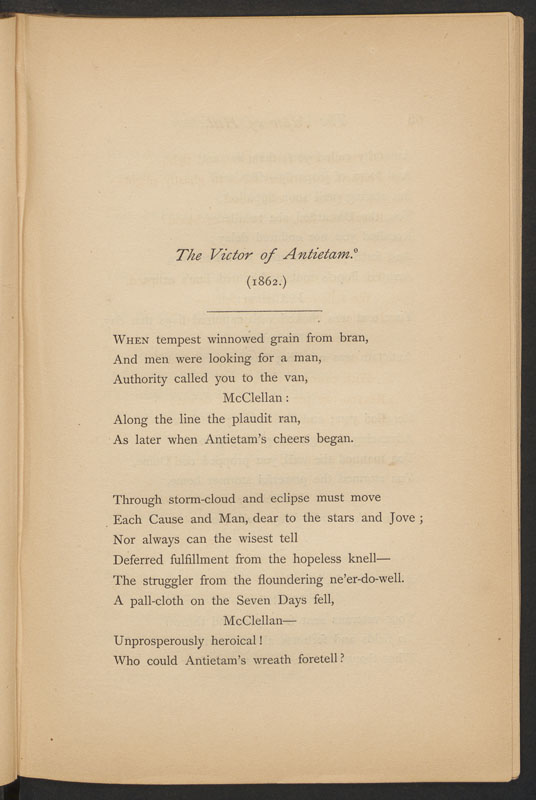 The Victor of Antietam.°
(1862.)
When tempest winnowed grain from bran,
And men were looking for a man,
Authority called you to the van,
McClellan :
Along the line the plaudit ran,
As later when Antietam's cheers began.
Through storm-cloud and eclipse must move
Each Cause and Man, dear to the stars and Jove ;
Nor always can the wisest tell
Deferred fulfillment from the hopeless knell—
The struggler from the floundering ne'er-do-well.
A pall-cloth on the Seven Days fell,
McClellan—
Unprosperously heroical !
Who could Antietam's wreath foretell ?